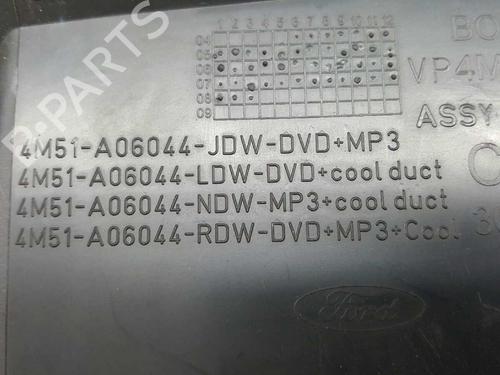 1 2 3 4 5 6 7 8 9 10 11 12
04
05
06
07
08
09
BO
VP4M
ASSY
4M51-A06044-JDW-DVD+MP3
4M51-A06044-LDW-DVD+cool duct
4M51-A06044-NDW-MP3+cool duct
4M51-A06044-RDW-DVD+MP3+Cool
Ford
B-PARTS